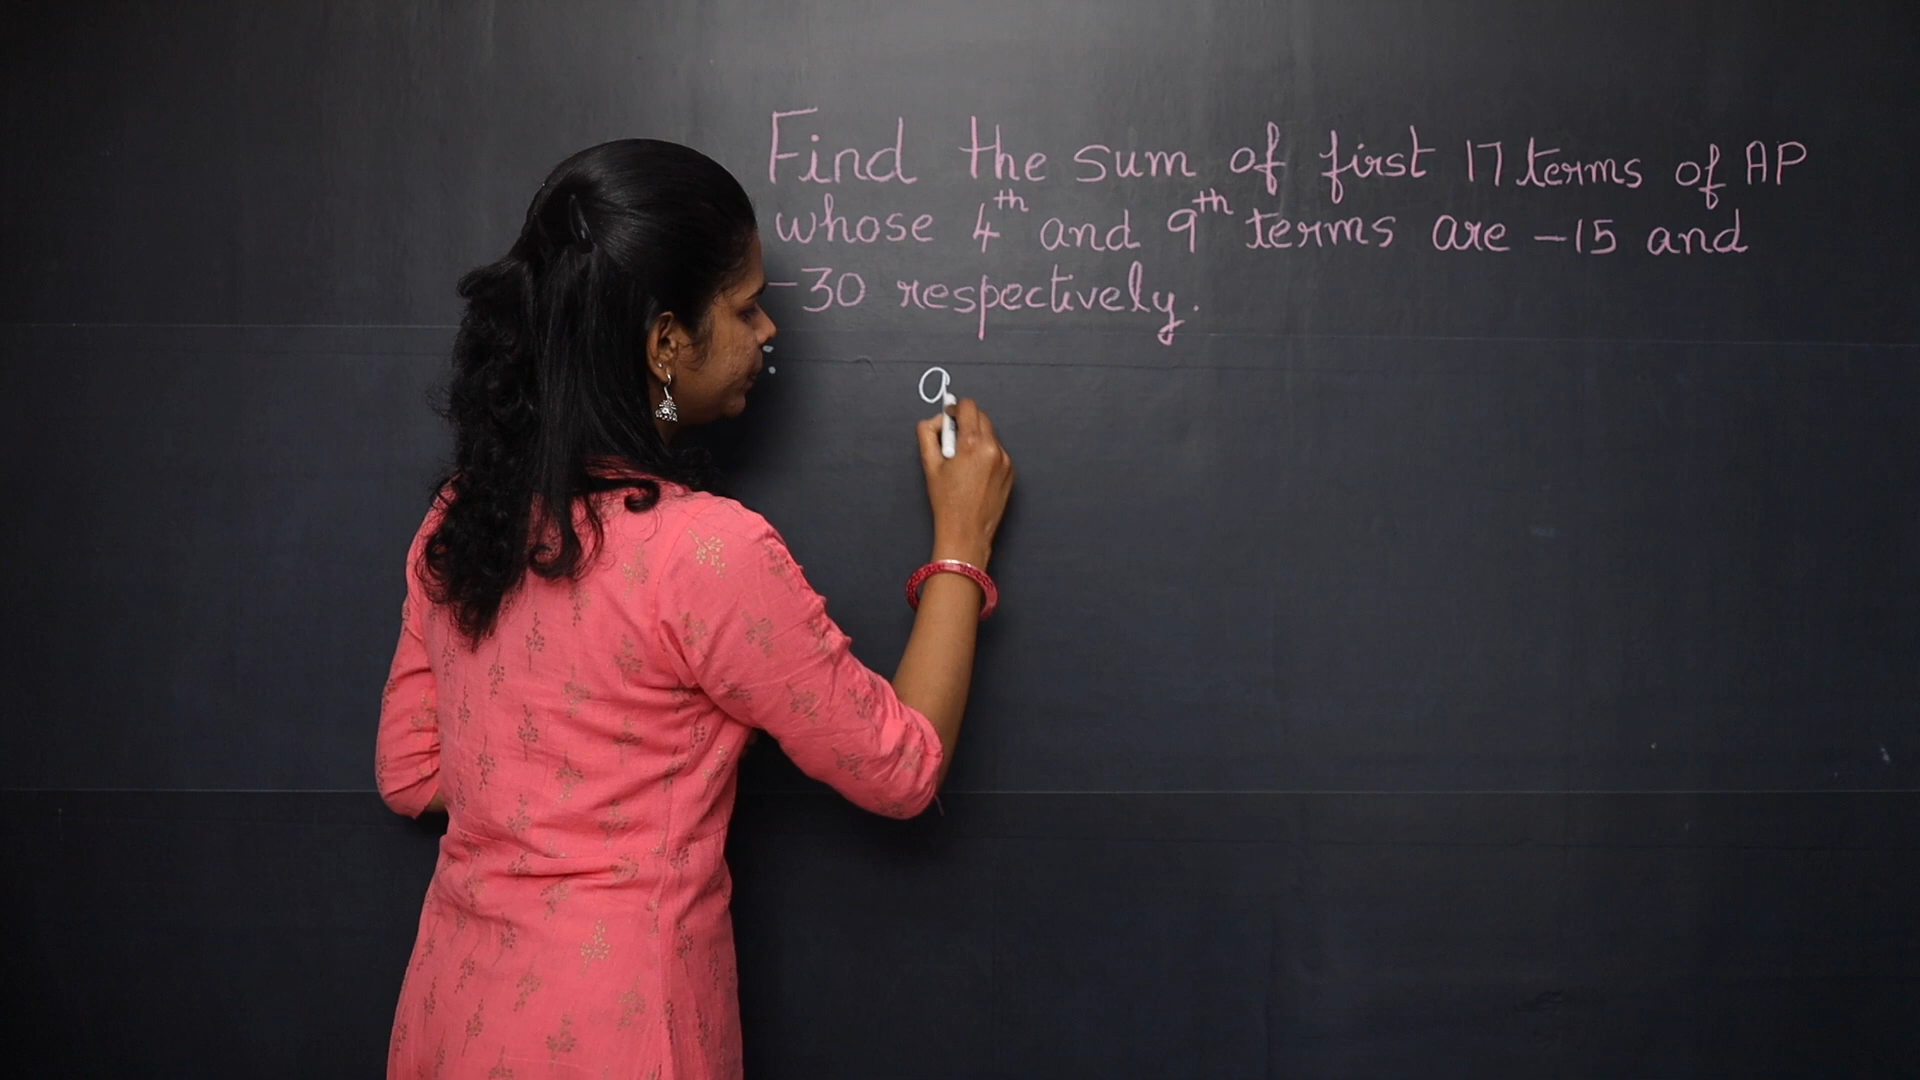 Find the sum of first 17 terms of AP
whose 4th and 9th terms are -15 and
-30 respectively.
:
a